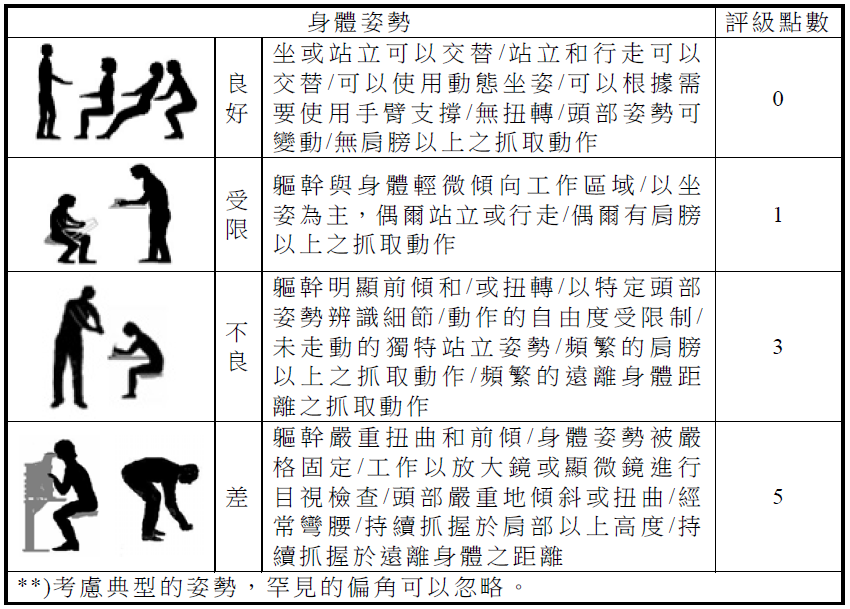 身體姿勢 評級點數
良好
坐或站立可以交替/站立和行走可以
交替/可以使用動態坐姿/可以根據需
要使用手臂支撐/無扭轉/頭部姿勢可
變動/無肩膀以上之抓取動作
0
受限
軀幹與身體輕微傾向工作區域/以坐
姿為主，偶爾站立或行走/偶爾有肩膀
以上之抓取動作
1
不良
軀幹明顯前傾和/或扭轉/以特定頭部
姿勢辨識細節/動作的自由度受限制/
未走動的獨特站立姿勢/頻繁的肩膀
以上之抓取動作/頻繁的遠離身體距
離之抓取動作
3
差
軀幹嚴重扭曲和前傾/身體姿勢被嚴
格固定/工作以放大鏡或顯微鏡進行
目視檢查/頭部嚴重地傾斜或扭曲/經
常彎腰/持續抓握於肩部以上高度/持
續抓握於遠離身體之距離
5
**)考慮典型的姿勢，罕見的偏角可以忽略。